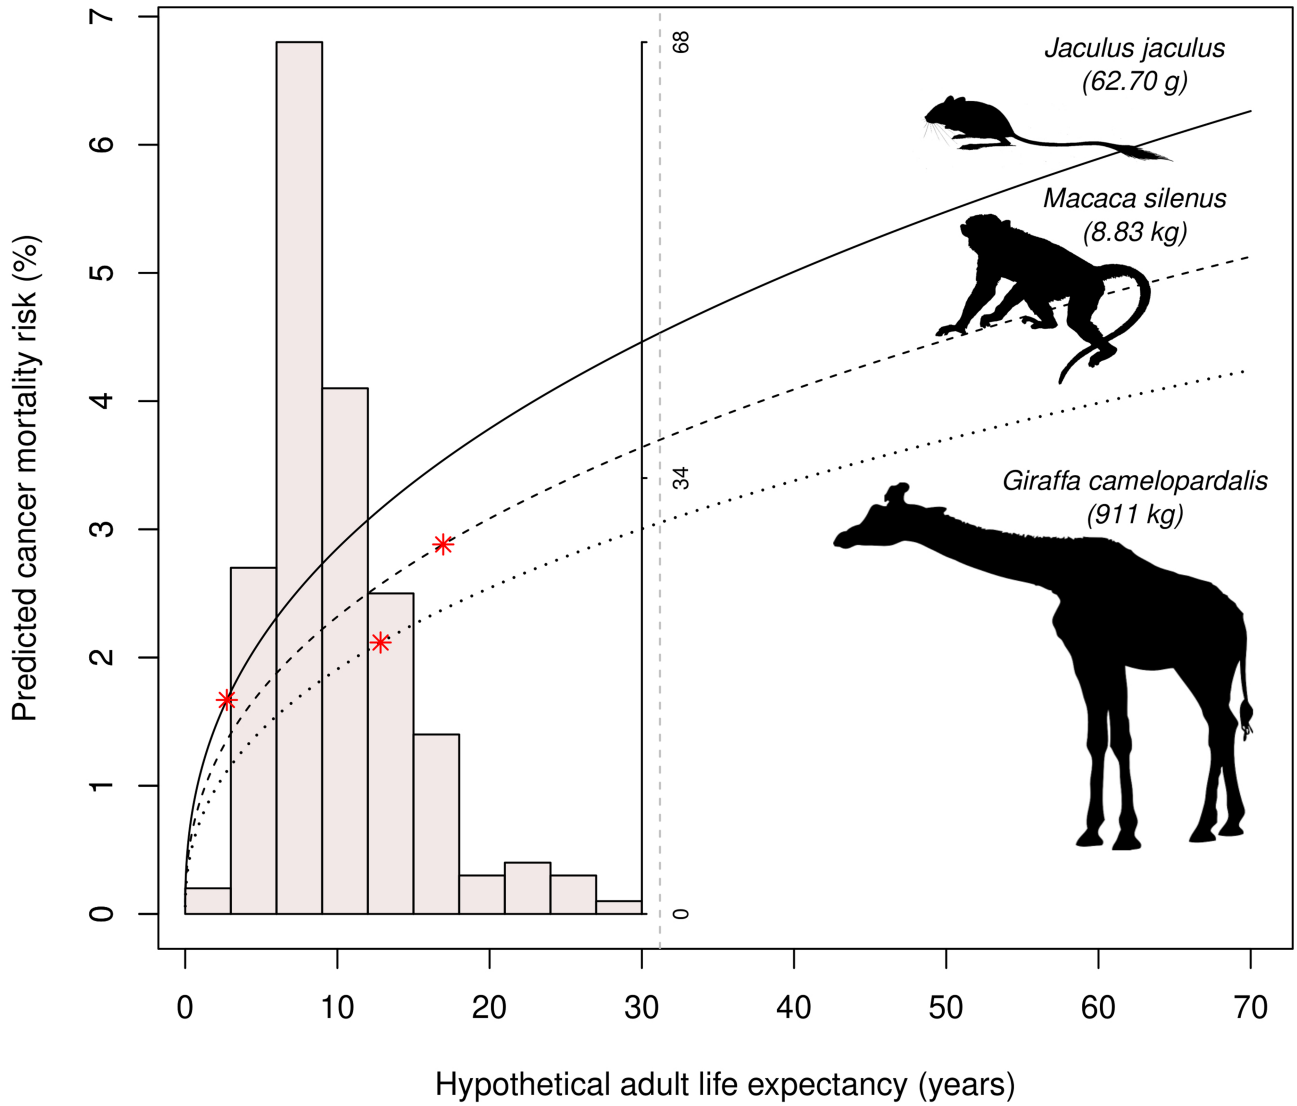 Predicted cancer mortality risk (%)
7
6
5
4
3
2
1
0
68
34
0
Jaculus jaculus
(62.70 g)
Macaca silenus
(8.83 kg)
Giraffa camelopardalis
(911 kg)
0 10 20 30 40 50 60 70
Hypothetical adult life expectancy (years)